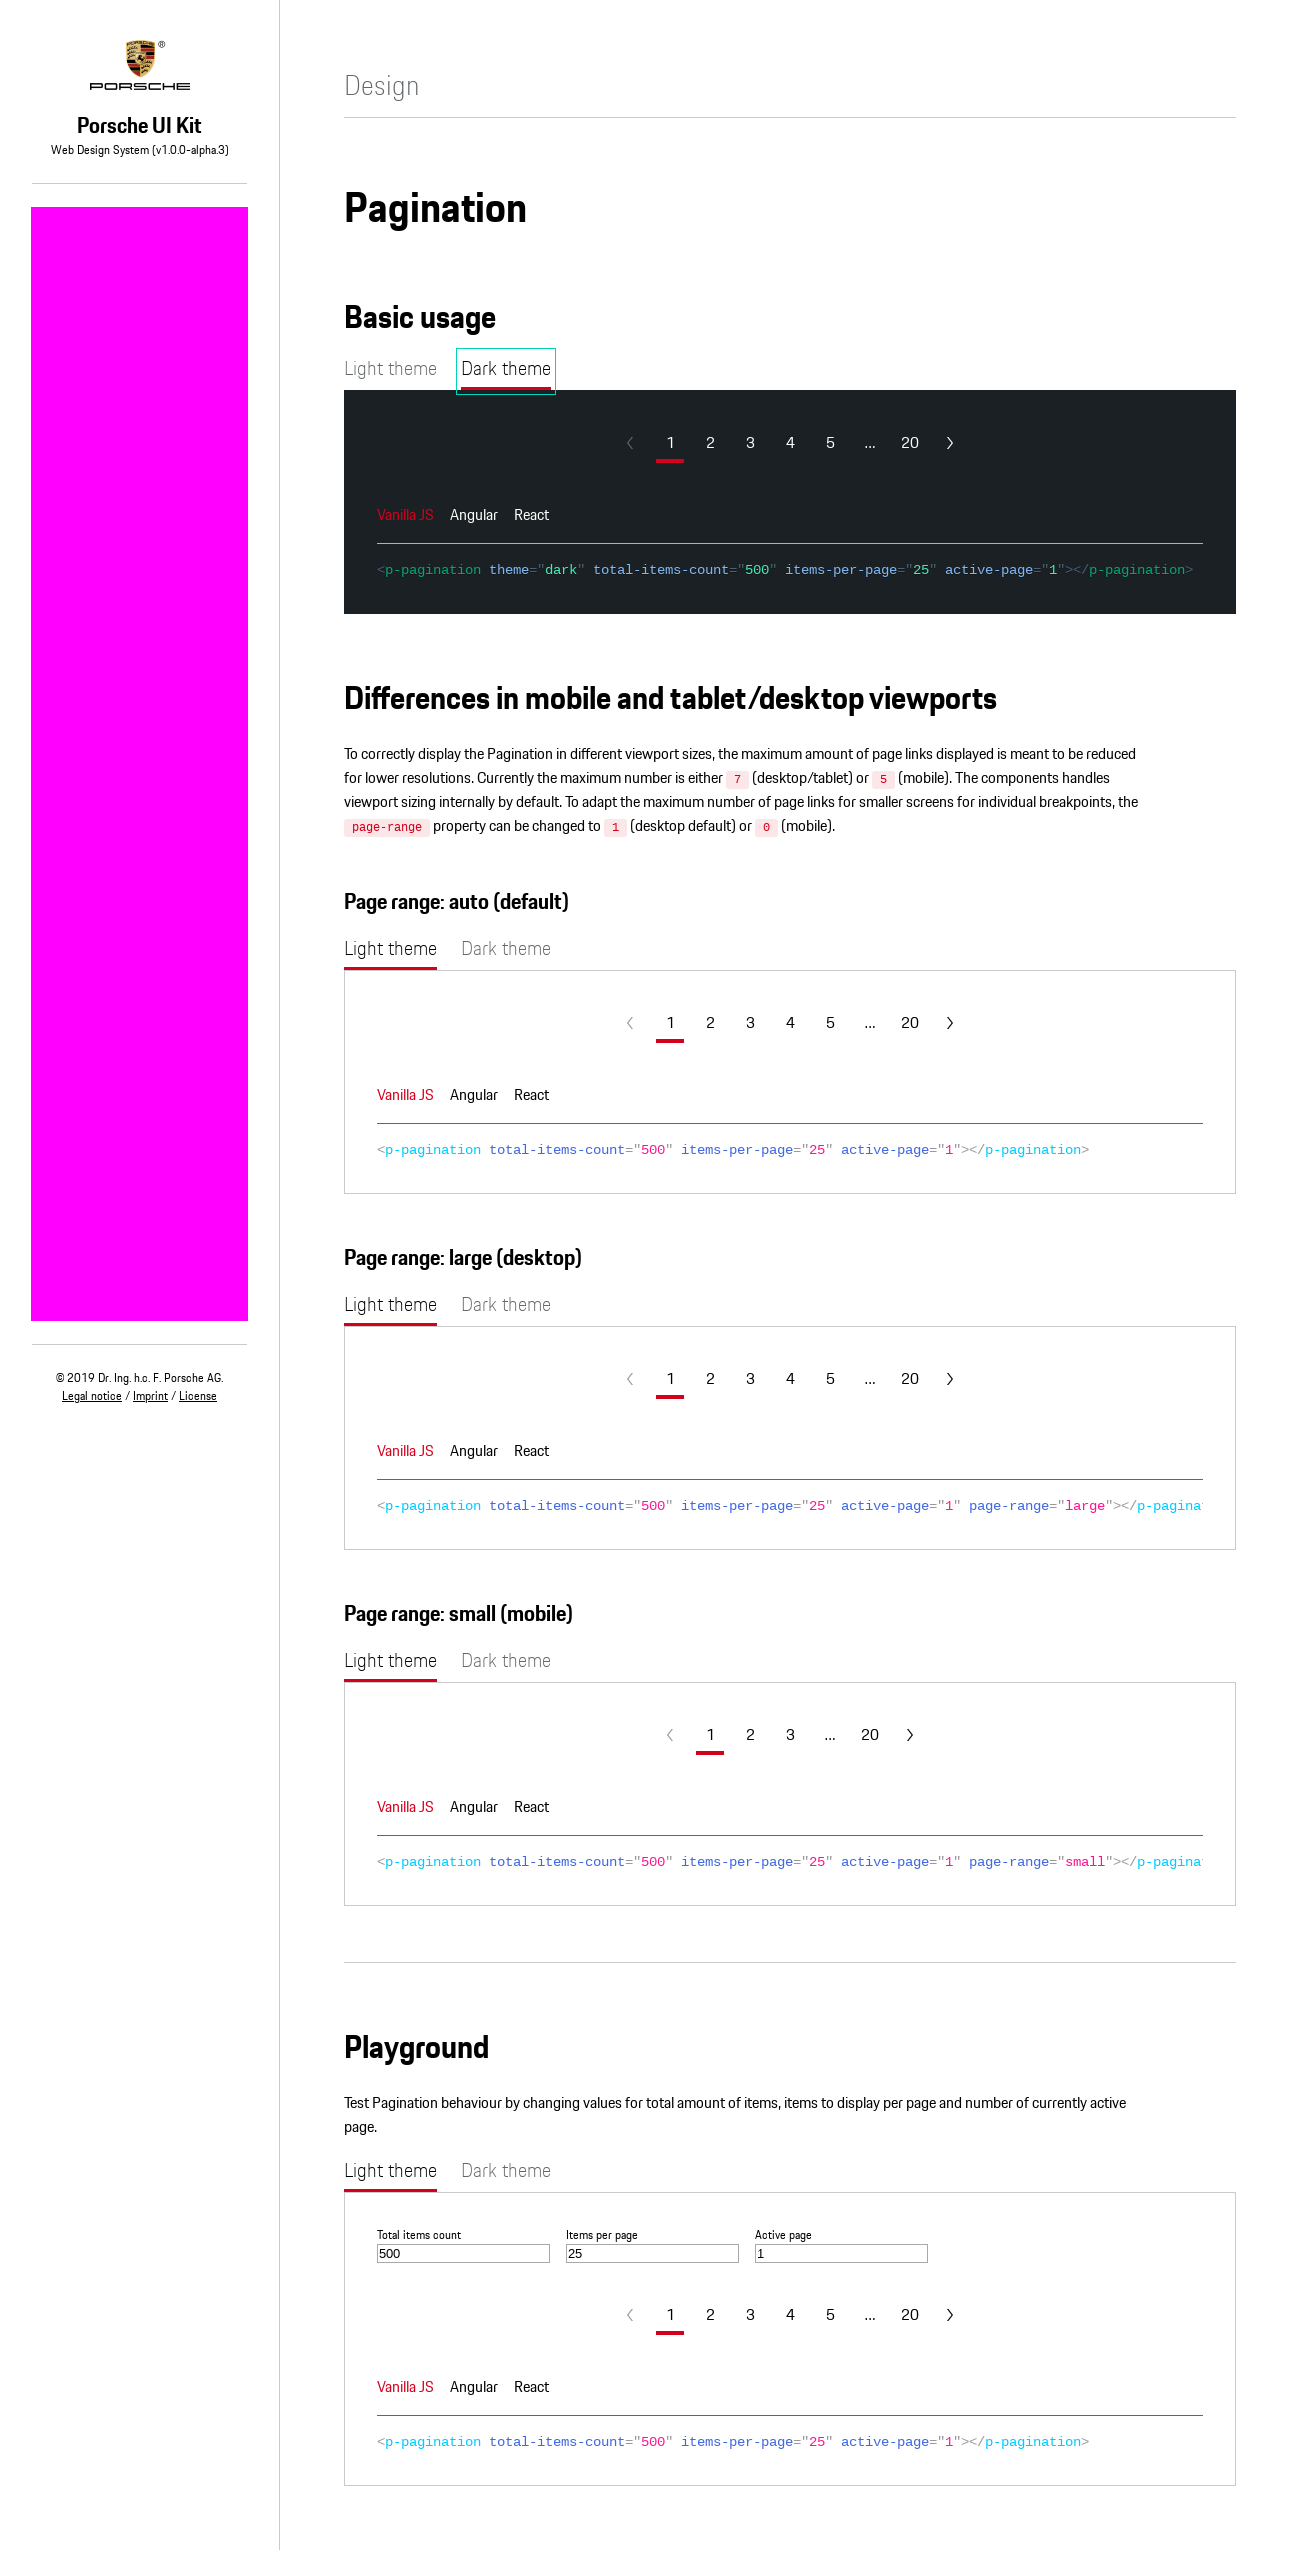 PORSCHE
Porsche UI Kit
Web Design System (v1.0.0-alpha.3)
© 2019 Dr. Ing. h.c. F. Porsche AG.
Legal notice / Imprint / License
Design
Pagination
Basic usage
Light theme Dark theme
1 2 3 4 5 ... 20
Vanilla JS Angular React
<p-pagination theme="dark" total-items-count="500" items-per-page="25" active-page="1"></p-pagination>
Differences in mobile and tablet/desktop viewports
To correctly display the Pagination in different viewport sizes, the maximum amount of page links displayed is meant to be reduced
for lower resolutions. Currently the maximum number is either 7 (desktop/tablet) or 5 (mobile). The components handles
viewport sizing internally by default. To adapt the maximum number of page links for smaller screens for individual breakpoints, the
page-range property can be changed to 1 (desktop default) or 0 (mobile).
Page range: auto (default)
Light theme Dark theme
1 2 3 4 5 ... 20
Vanilla JS Angular React
<p-pagination total-items-count="500" items-per-page="25" active-page="1"></p-pagination>
Page range: large (desktop)
Light theme Dark theme
1 2 3 4 5 ... 20
Vanilla JS Angular React
<p-pagination total-items-count="500" items-per-page="25" active-page="1" page-range="large"></p-pagina
Page range: small (mobile)
Light theme Dark theme
1 2 3 ... 20
Vanilla JS Angular React
<p-pagination total-items-count="500" items-per-page="25" active-page="1" page-range="small"></p-pagina
Playground
Test Pagination behaviour by changing values for total amount of items, items to display per page and number of currently active
page.
Light theme Dark theme
Total items count Items per page Active page
500 25 1
1 2 3 4 5 ... 20
Vanilla JS Angular React
<p-pagination total-items-count="500" items-per-page="25" active-page="1"></p-pagination>